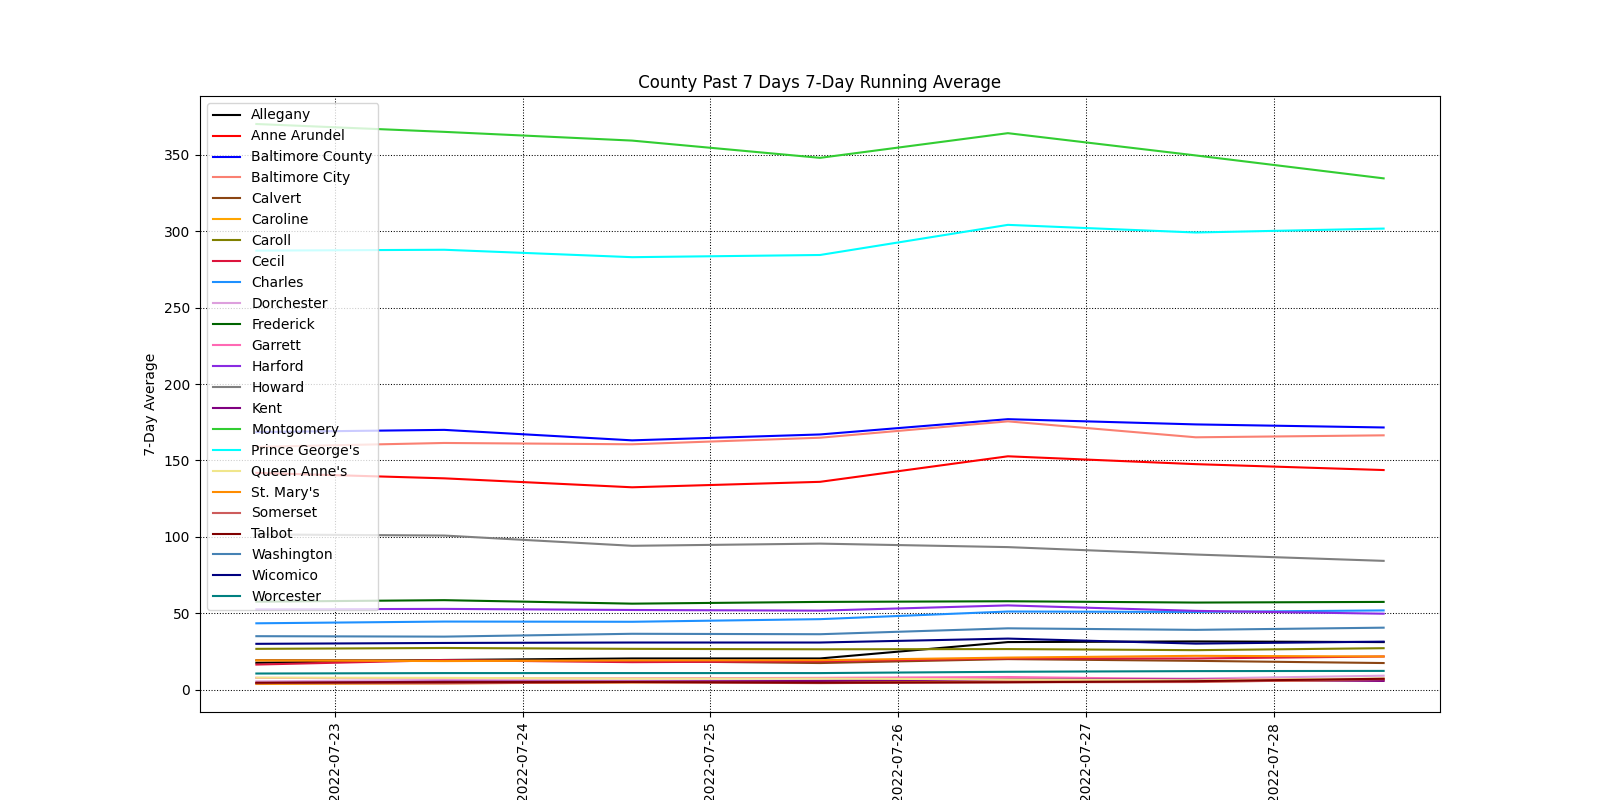 County Past 7 Days 7-Day Running Average
7-Day Average
350
300
250
200
150
100
50
0
Allegany
Anne Arundel
Baltimore County
Baltimore City
Calvert
Caroline
Caroll
Cecil
Charles
Dorchester
Frederick
Garrett
Harford
Howard
Kent
Montgomery
Prince George's
Queen Anne's
St. Mary's
Somerset
Talbot
Washington
Wicomico
Worcester
2022-07-23
2022-07-24
2022-07-25
2022-07-26
2022-07-27
2022-07-28